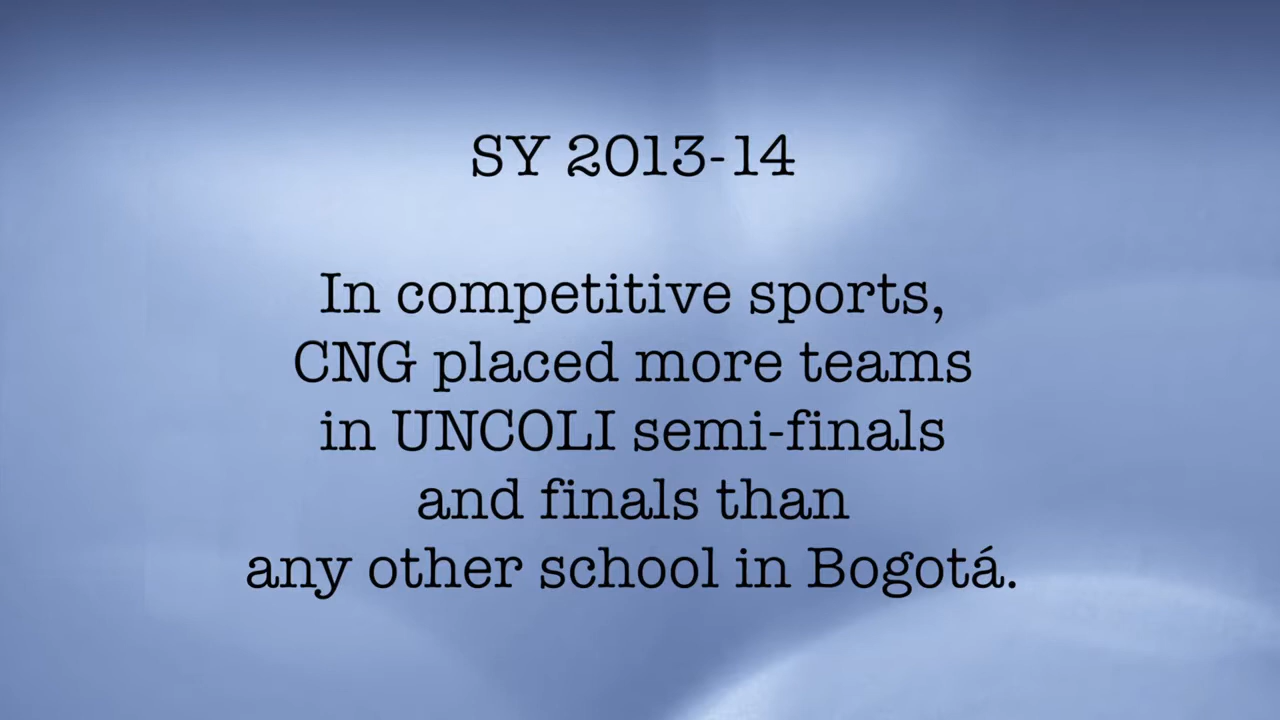 SY 2013-14
In competitive sports,
CNG placed more teams
in UNCOLI semi-finals
and finals than
any other school in Bogotá.